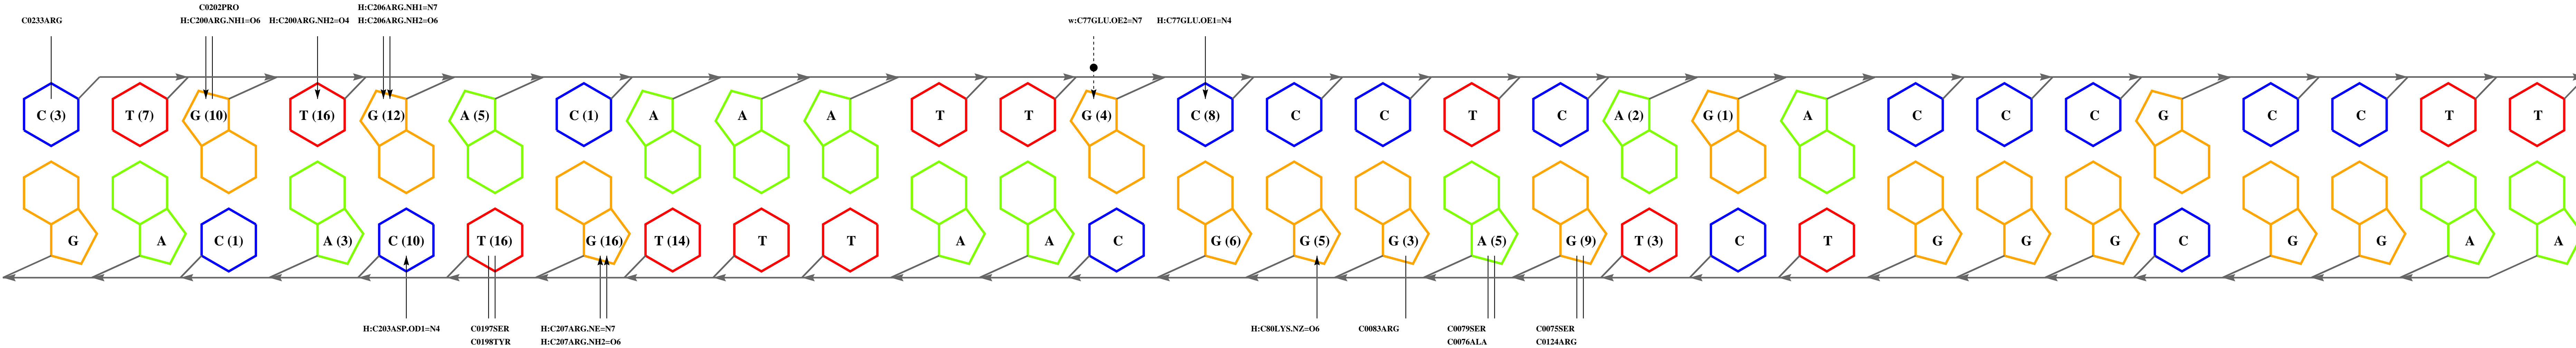 C0202PRO H:C206ARG.NH1=N7
C0233ARG H:C200ARG.NH1=O6 H:C200ARG.NH2=O4 H:C206ARG.NH2=O6 w:C77GLU.OE2=N7 H:C77GLU.OE1=N4
C (3) T (7) G (10) T (16) G (12) A (5) C (1) A A A T T G (4) C (8) C C T C A (2) G (1) A C C C G C C T T
G A C (1) A (3) C (10) T (16) G (16) T (14) T T A A C G (6) G (5) G (3) A (5) G (9) T (3) C T G G G C G G A A
H:C203ASP.OD1=N4 C0197SER H:C207ARG.NE=N7 H:C80LYS.NZ=O6 C0083ARG C0079SER C0075SER
C0198TYR H:C207ARG.NH2=O6 C0076ALA C0124ARG